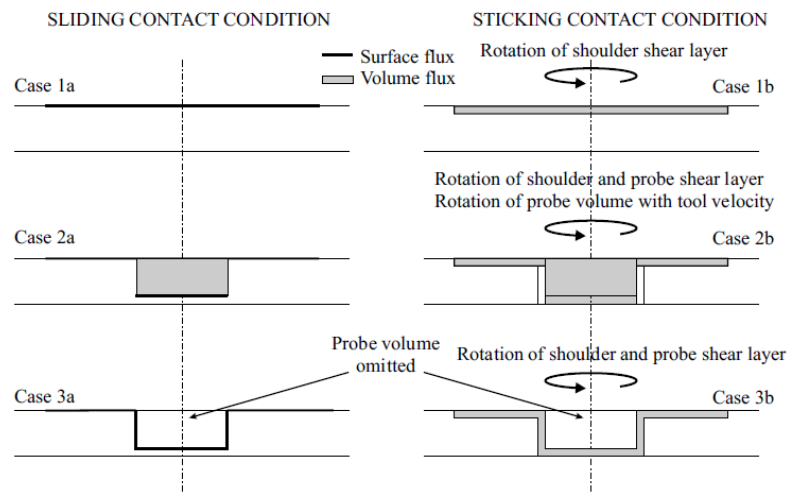 SLIDING CONTACT CONDITION
STICKING CONTACT CONDITION
Surface flux
Volume flux
Rotation of shoulder shear layer
Case 1a
Case 1b
Rotation of shoulder and probe shear layer
Rotation of probe volume with tool velocity
Case 2a
Case 2b
Probe volume
omitted
Rotation of shoulder and probe shear layer
Case 3a
Case 3b